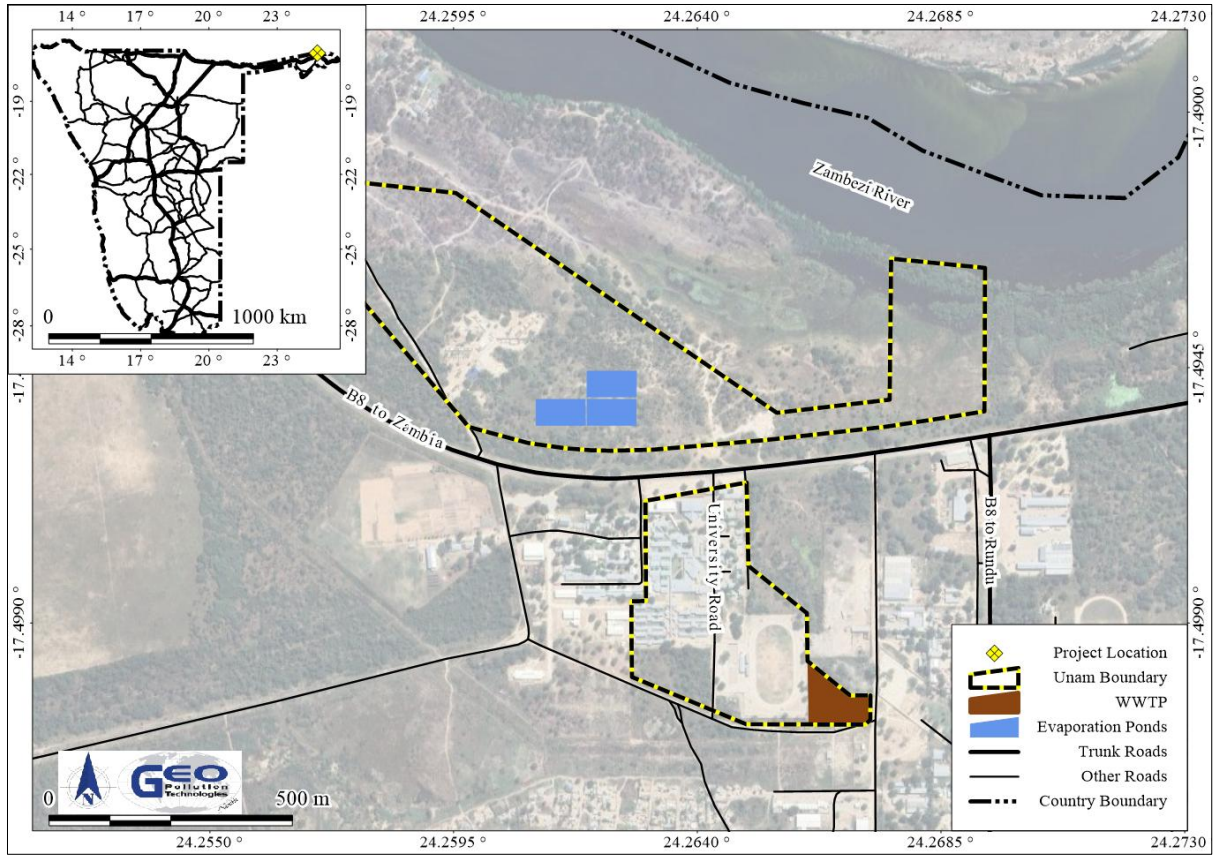 24.2595 °
24.2640 °
24.2685 °
24.2730 °
14 °
17 °
20 °
23 °
-19 °
-22 °
-25 °
-28 °
-19 °
-22 °
-25 °
-28 °
0
1000 km
14 °
17 °
20 °
23 °
-17.4900 °
-17.4945 °
-17.4990 °
-17.4990 °
Zambezi River
B8 to Zambia
University Road
B8 to Rundu
Project Location
Unam Boundary
WWTP
Evaporation Ponds
Trunk Roads
Other Roads
Country Boundary
N
GEO
Pollution
Technologies
0
500 m
24.2550 °
24.2595 °
24.2640 °
24.2685 °
24.2730 °